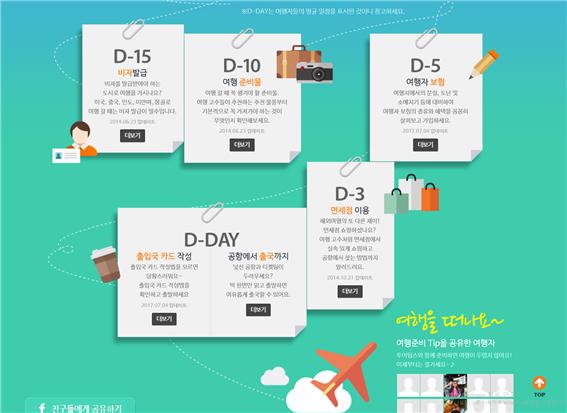 ※D-DAY는 여행자들의 평균 일정을 표시한 것이니 참고하세요.
D-15
비자발급
비자를 발급받아야 하는
도시로 여행을 가시나요?
미국, 중국, 인도, 미얀마, 몽골로
여행 갈 때는 비자 발급이 필수입니다.
2014.06.23 업데이트
더보기
D-10
여행 준비물
여행 갈 때 꼭 챙겨야 할 준비물.
여행 고수들이 추천하는 추천 물품부터
기본적으로 꼭 가져가야 하는 것이
무엇인지 확인해보세요.
2014.06.23 업데이트
더보기
D-5
여행자 보험
여행지에서의 분실, 도난 및
소매치기 등에 대비하여
여행자 보험의 종류와 혜택을 꼼꼼히
살펴보고 가입하세요.
2017.07.04 업데이트
더보기
D-3
면세점 이용
해외여행의 또 다른 재미!
면세점 쇼핑하셨나요?
여행 고수처럼 면세점에서
실속 있게 쇼핑하고
공항에서 찾는 방법까지
알려드려요.
2014.10.21 업데이트
더보기
D-DAY
출입국 카드 작성
출입국 카드 작성법을 모르면
당황스러워요~
출입국 카드 작성법을
확인하고 출발하세요
2017.07.04 업데이트
더보기
공항에서 출국까지
낯선 공항과 티켓팅이
두려우세요?
딱 한번만 읽고 출발하면
여유롭게 출국할 수 있어요.
더보기
여행을 떠나요~
여행준비 Tip을 공유한 여행자
투어팁스와 함께 준비하면 여행이 두렵지 않아요!
이제부터는 즐기세요~♪
TOP
f 친구들에게 공유하기